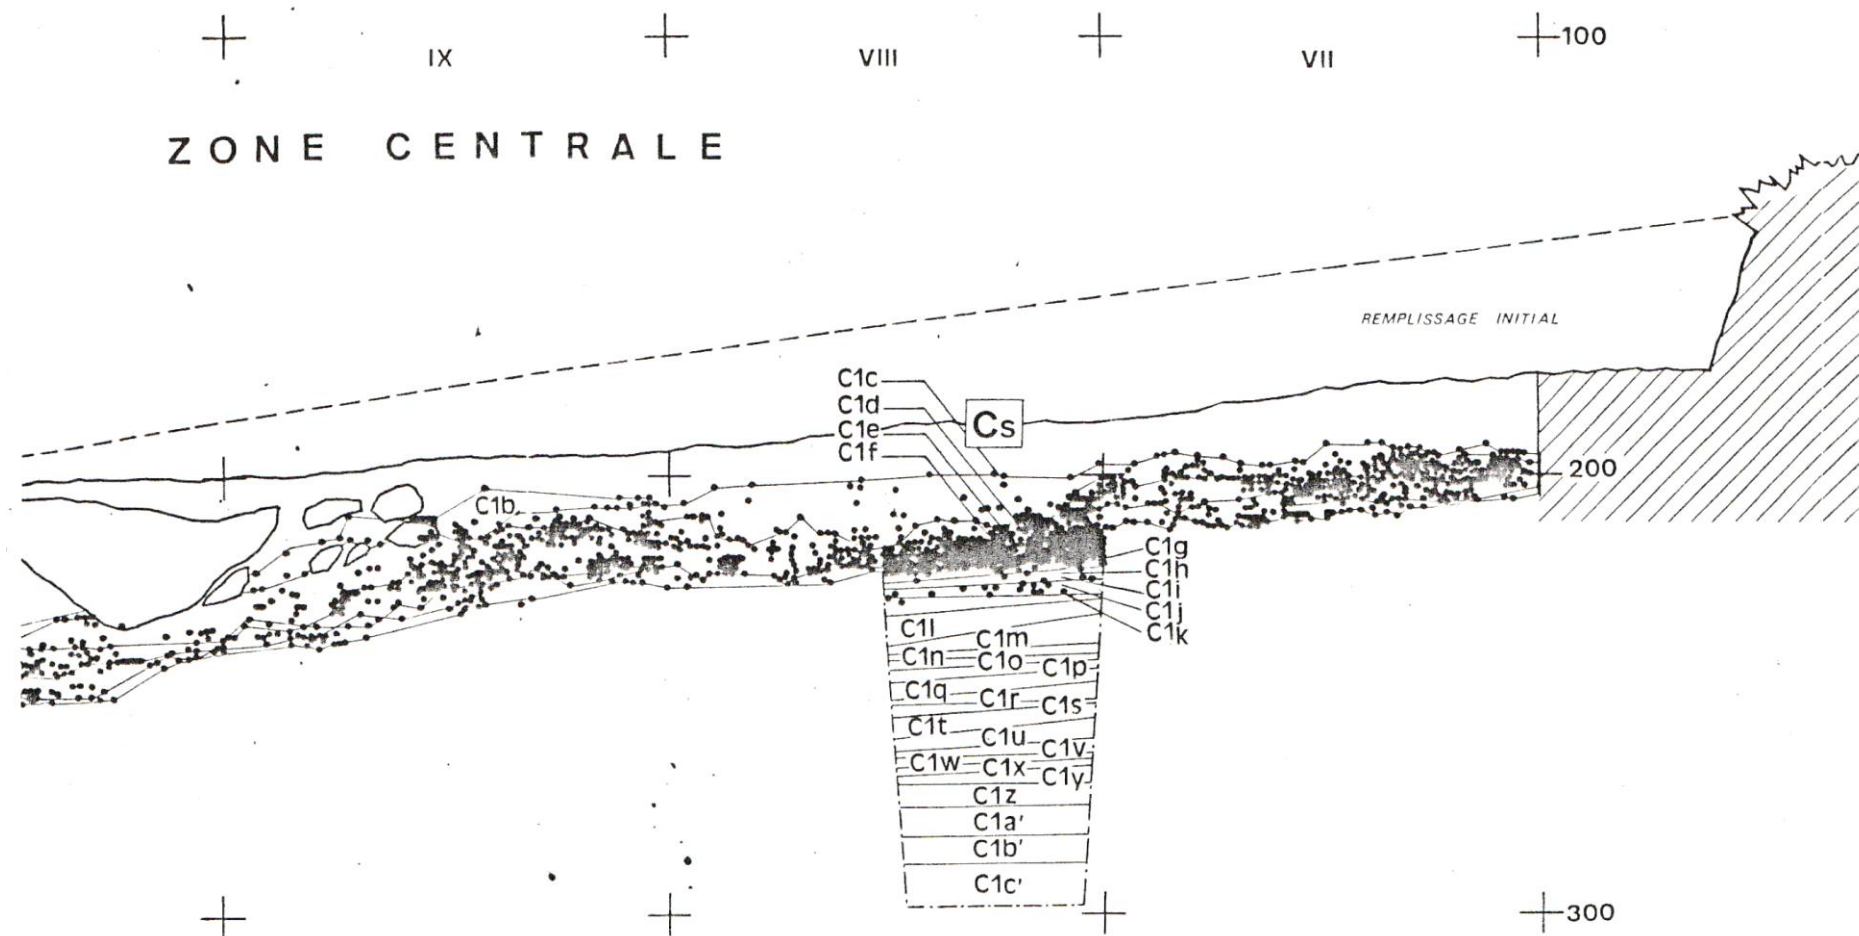 100
IX
VIII
VII
ZONE CENTRALE
REMPLISSAGE INITIAL
C1c
C1d
Cs
C1e
C1f
200
C1b
C1g
C1h
C1i
C1j
C1k
C1l
C1m
C1n
C1o
C1p
C1q
C1r
C1s
C1t
C1u
C1v
C1w
C1x
C1y
C1z
C1a'
C1b'
C1c'
300